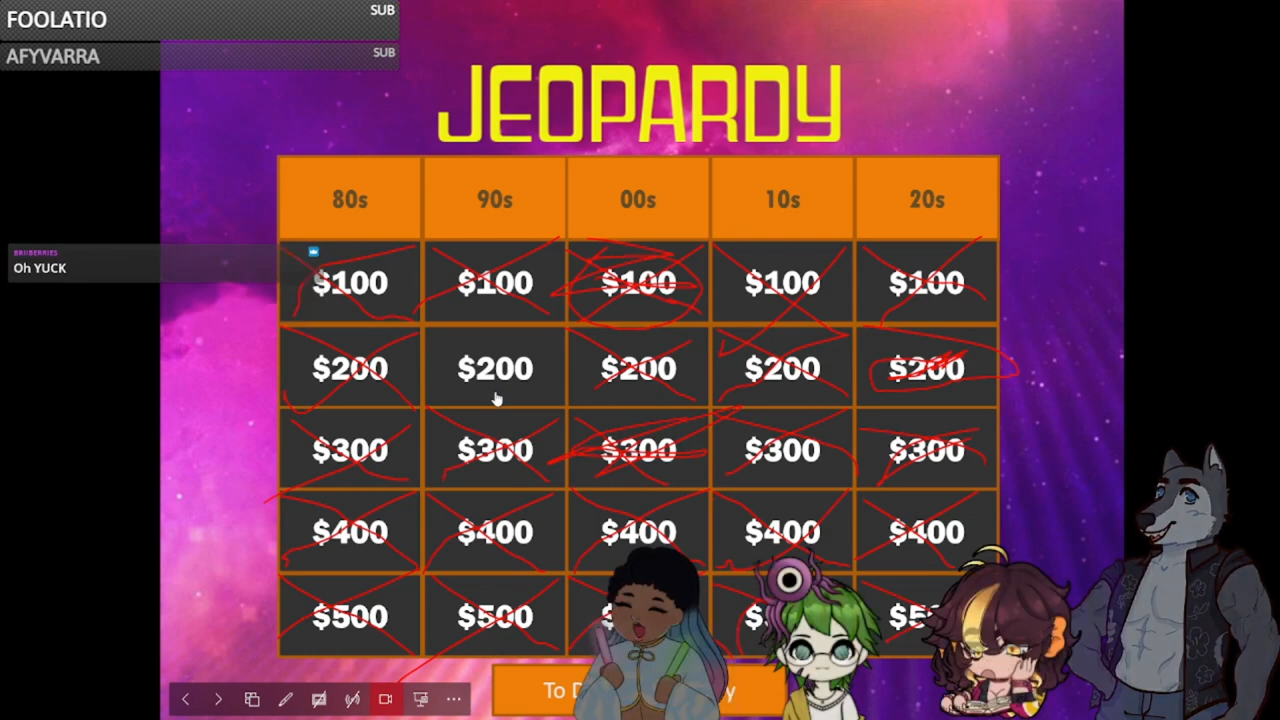 FOOLATIO SUB
AFYVARRA SUB
JEOPARDY
80s 90s 00s 10s 20s
BRIIBERRIES
Oh YUCK
$100 $100 $100 $100 $100
$200 $200 $200 $200 $200
$300 $300 $300 $300 $300
$400 $400 $400 $400 $400
$500 $500
To